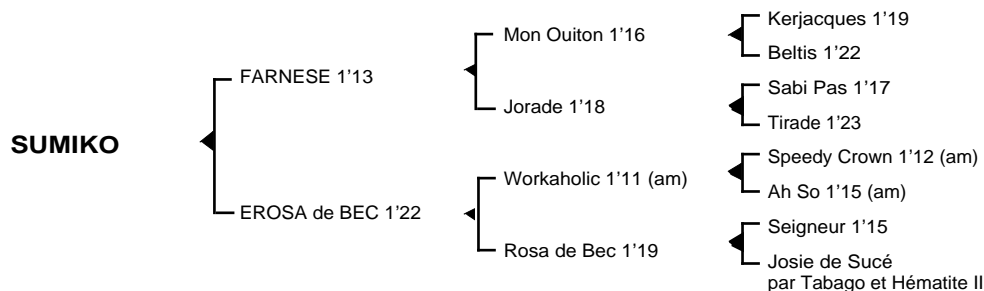 Kerjacques 1’19
Mon Ouiton 1’16
Beltis 1’22
FARNESE 1’13
Sabi Pas 1’17
Jorade 1’18
Tirade 1’23
SUMIKO
Speedy Crown 1’12 (am)
Workaholic 1’11 (am)
Ah So 1’15 (am)
EROSA de BEC 1’22
Seigneur 1’15
Rosa de Bec 1’19
Josie de Sucé
par Tabago et Hématite II